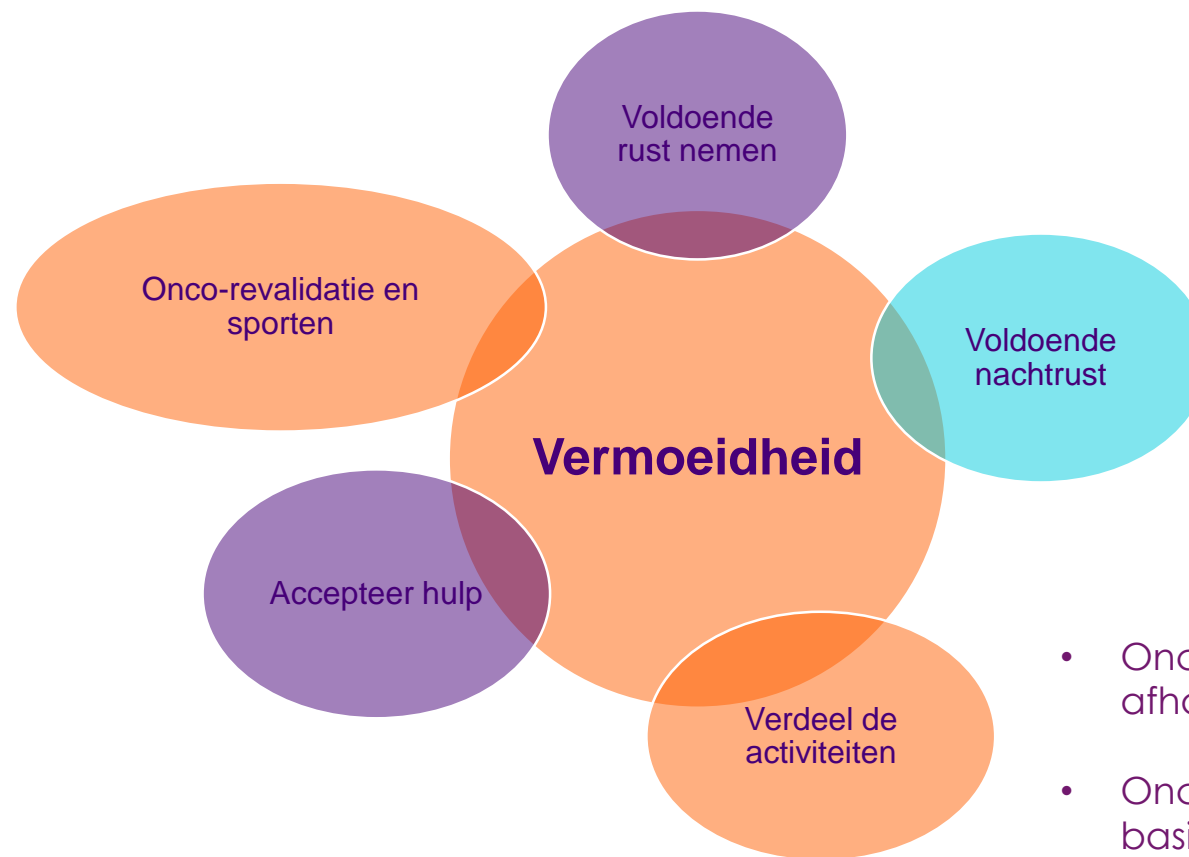 Voldoende
rust nemen
Onco-revalidatie en
sporten
Voldoende
nachtrust
Vermoeidheid
Accepteer hulp
Verdeel de
activiteiten
•
•